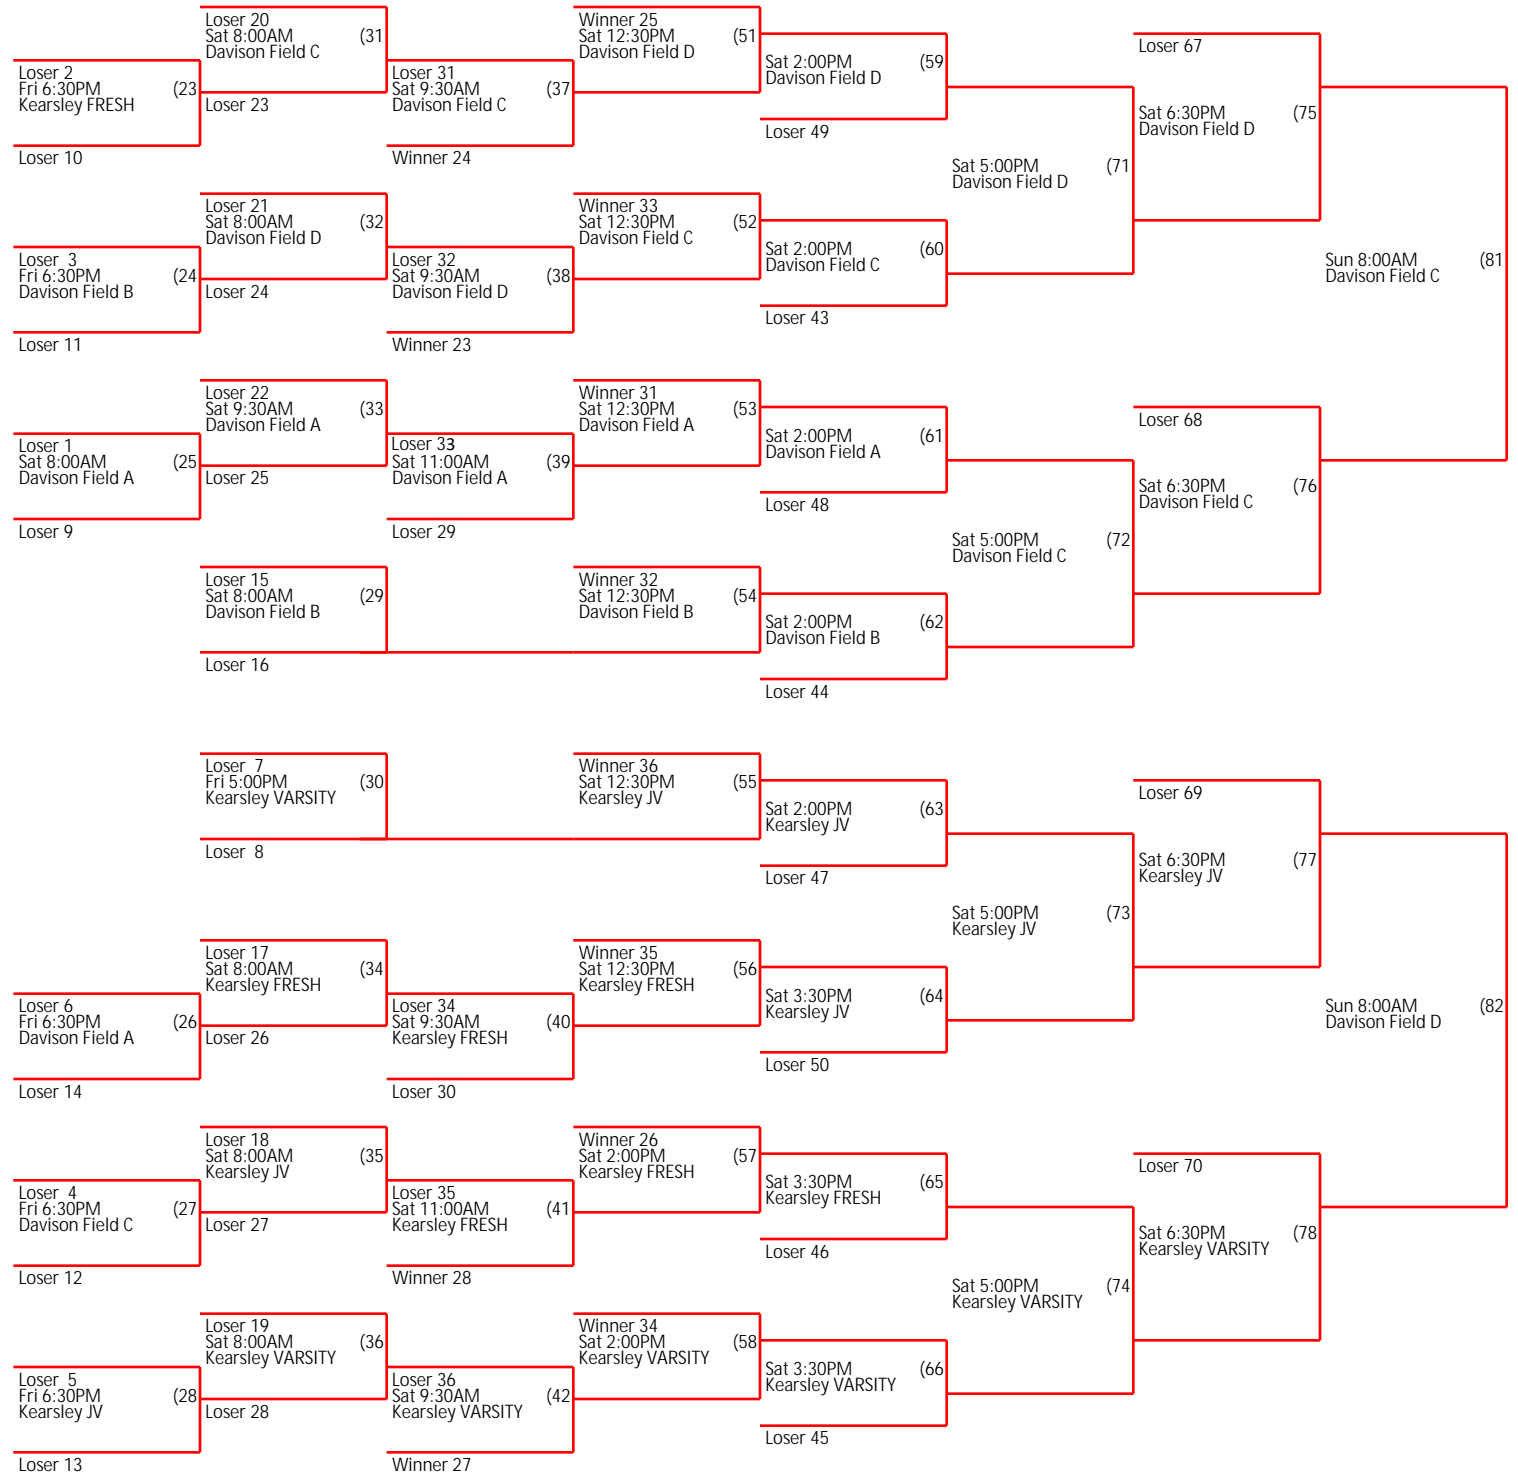 Loser 20
Sat 8:00AM (31
Davison Field C
Loser 2
Fri 6:30PM (23
Kearsley FRESH
Loser 23
Loser 10
Loser 31
Sat 9:30AM (37
Davison Field C
Winner 24
Winner 25
Sat 12:30PM (51
Davison Field D
Sat 2:00PM (59
Davison Field D
Loser 49
Loser 21
Sat 8:00AM (32
Davison Field D
Loser 3
Fri 6:30PM (24
Davison Field B
Loser 24
Loser 11
Loser 32
Sat 9:30AM (38
Davison Field D
Winner 23
Winner 33
Sat 12:30PM (52
Davison Field C
Sat 2:00PM (60
Davison Field C
Loser 43
Sat 5:00PM (71
Davison Field D
Loser 67
Sat 6:30PM (75
Davison Field D
Sun 8:00AM (81
Davison Field C
Loser 22
Sat 9:30AM (33
Davison Field A
Loser 1
Sat 8:00AM (25
Davison Field A
Loser 25
Loser 9
Loser 33
Sat 11:00AM (39
Davison Field A
Loser 29
Winner 31
Sat 12:30PM (53
Davison Field A
Sat 2:00PM (61
Davison Field A
Loser 48
Loser 15
Sat 8:00AM (29
Davison Field B
Loser 16
Winner 32
Sat 12:30PM (54
Davison Field B
Sat 2:00PM (62
Davison Field B
Loser 44
Sat 5:00PM (72
Davison Field C
Loser 68
Sat 6:30PM (76
Davison Field C
Loser 7
Fri 5:00PM (30
Kearsley VARSITY
Loser 8
Winner 36
Sat 12:30PM (55
Kearsley JV
Sat 2:00PM (63
Kearsley JV
Loser 47
Loser 17
Sat 8:00AM (34
Kearsley FRESH
Loser 6
Fri 6:30PM (26
Davison Field A
Loser 26
Loser 14
Loser 34
Sat 9:30AM (40
Kearsley FRESH
Loser 30
Winner 35
Sat 12:30PM (56
Kearsley FRESH
Sat 3:30PM (64
Kearsley JV
Loser 50
Sat 5:00PM (73
Kearsley JV
Loser 69
Sat 6:30PM (77
Kearsley JV
Sun 8:00AM (82
Davison Field D
Loser 18
Sat 8:00AM (35
Kearsley JV
Loser 4
Fri 6:30PM (27
Davison Field C
Loser 27
Loser 12
Loser 35
Sat 11:00AM (41
Kearsley FRESH
Winner 28
Winner 26
Sat 2:00PM (57
Kearsley FRESH
Sat 3:30PM (65
Kearsley FRESH
Loser 46
Loser 19
Sat 8:00AM (36
Kearsley VARSITY
Loser 5
Fri 6:30PM (28
Kearsley JV
Loser 28
Loser 13
Loser 36
Sat 9:30AM (42
Kearsley VARSITY
Winner 27
Winner 34
Sat 2:00PM (58
Kearsley VARSITY
Sat 3:30PM (66
Kearsley VARSITY
Loser 45
Sat 5:00PM (74
Kearsley VARSITY
Loser 70
Sat 6:30PM (78
Kearsley VARSITY